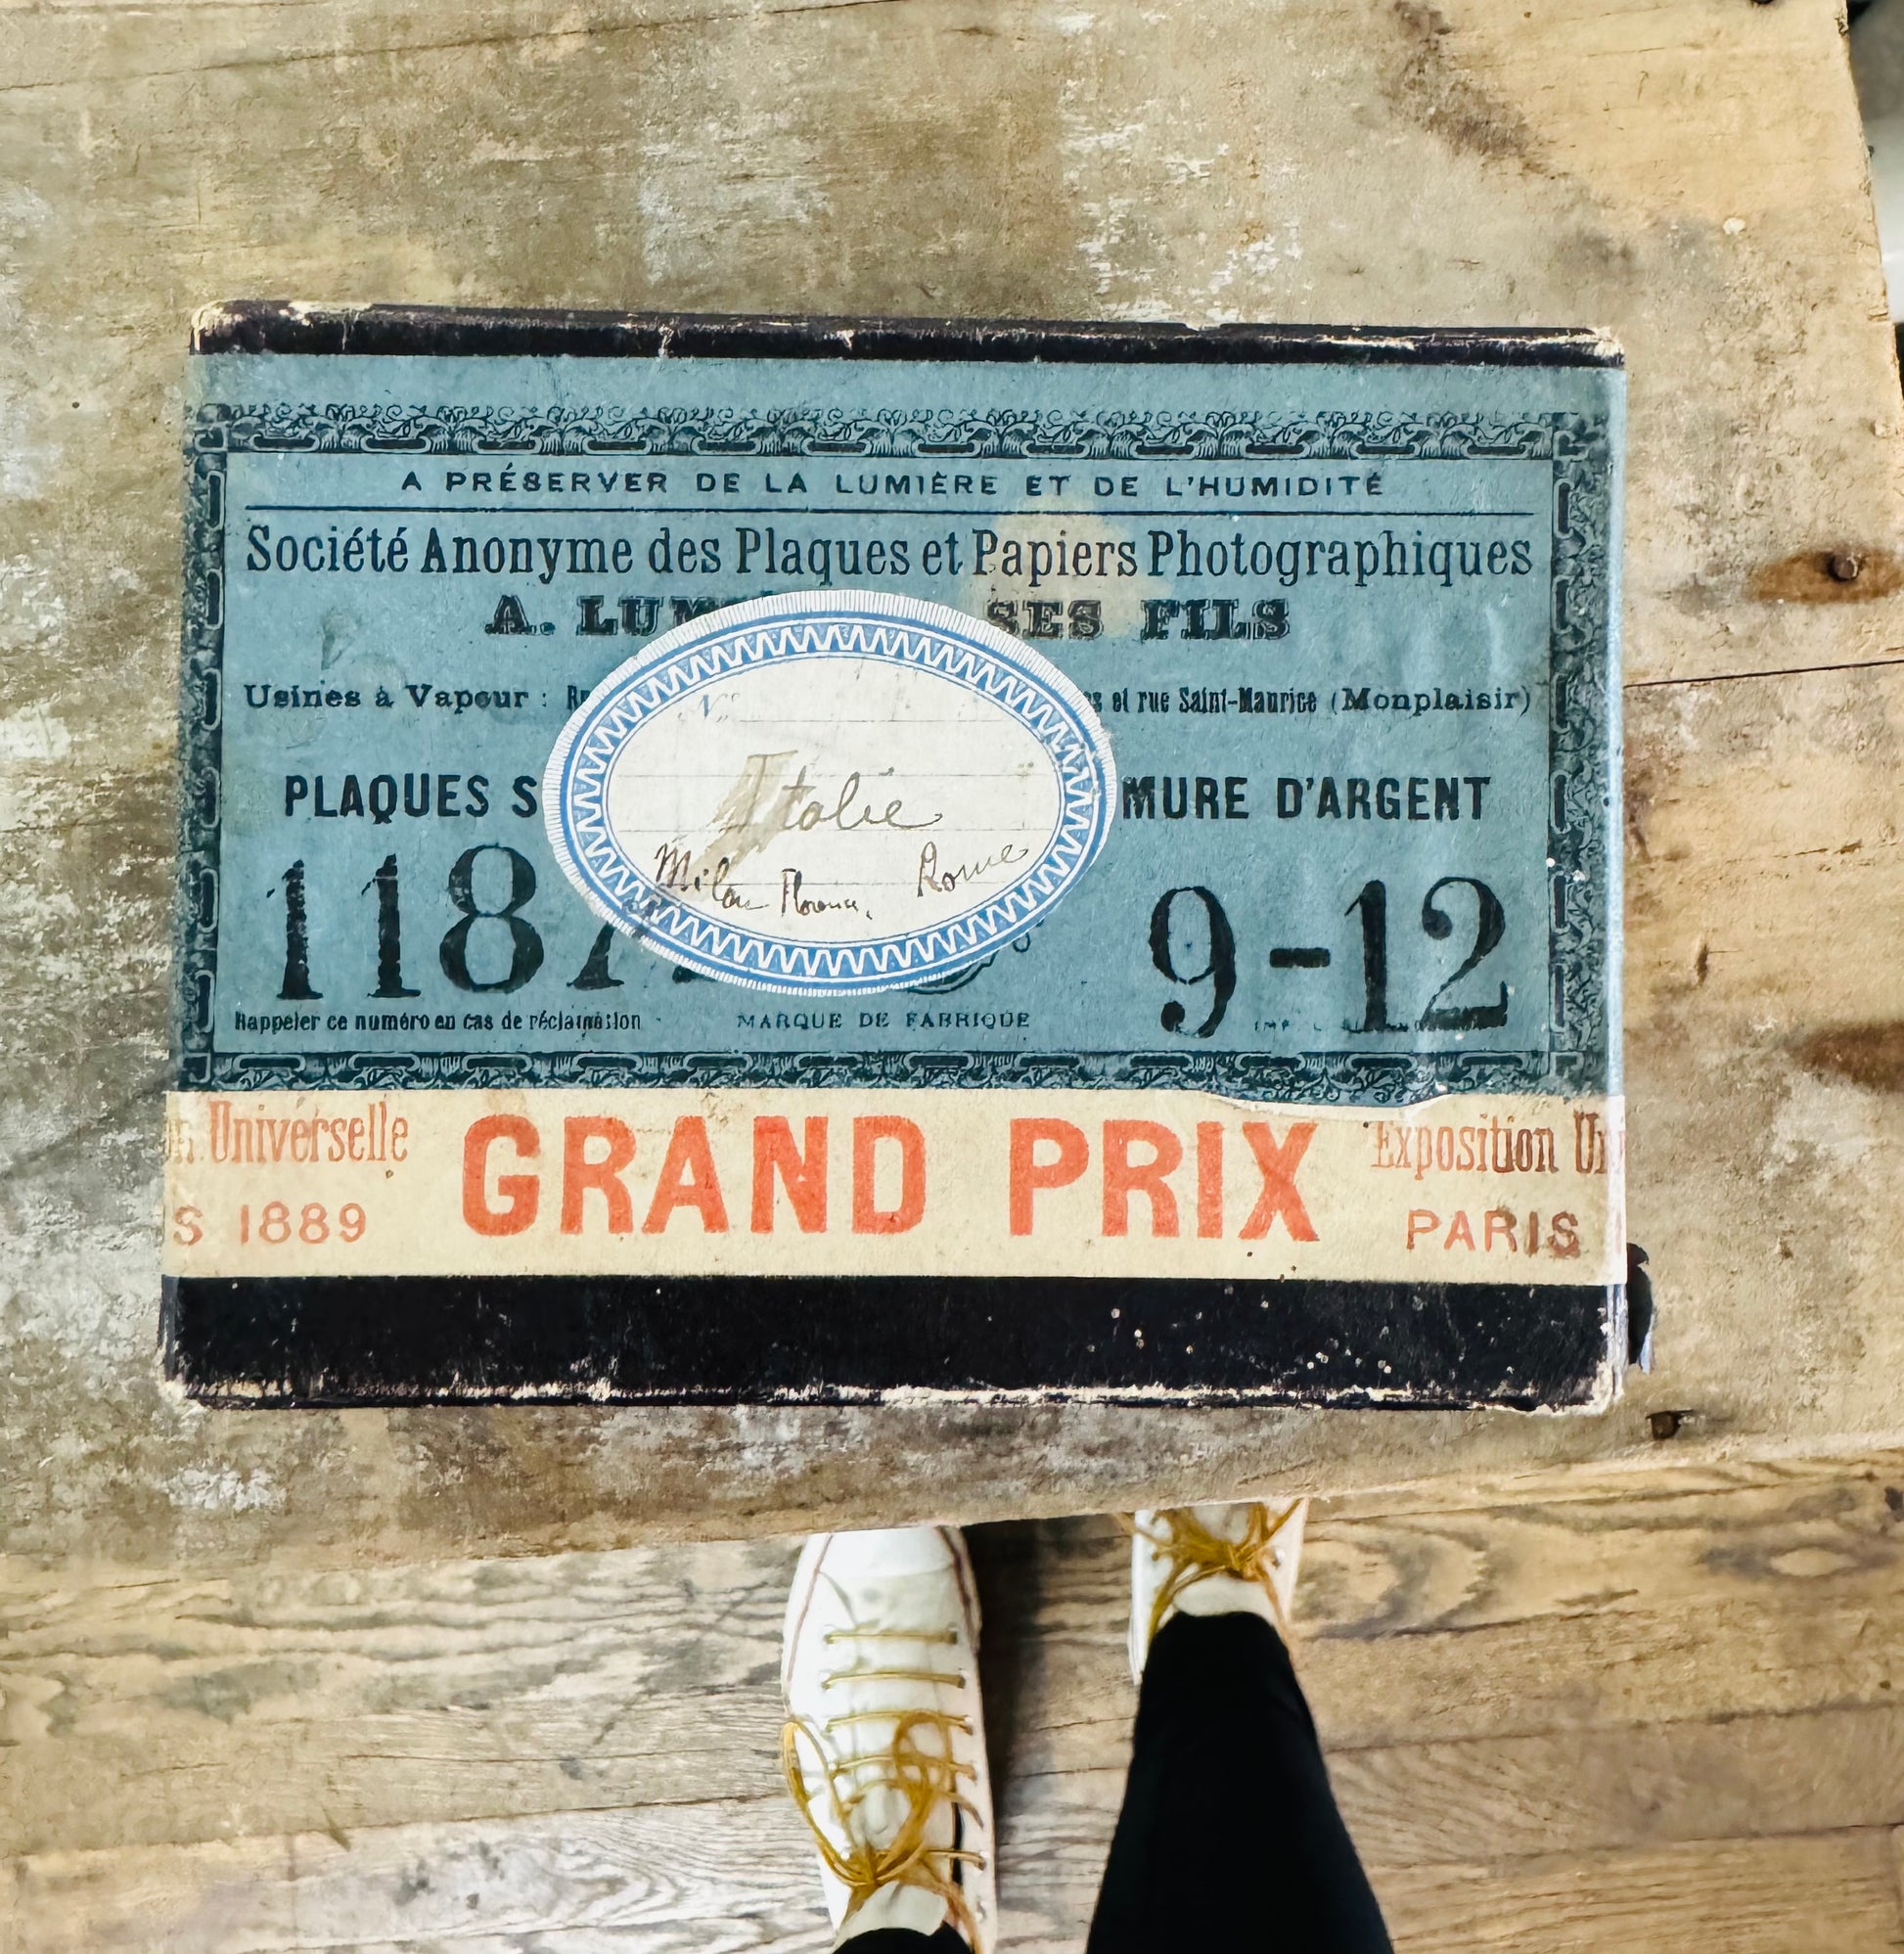 A PRÉSERVER DE LA LUMIÈRE ET DE L'HUMIDITÉ
Société Anonyme des Plaques et Papiers Photographiques
A. LUM SES FILS
Usines à Vapeur : et rue Saint-Maurice (Monplaisir)
PLAQUES S MURE D'ARGENT
N°
Italie
Milan Florence, Rome
118
9-12
Rappeler ce numéro en cas de réclamation
MARQUE DE FABRIQUE
on Universelle GRAND PRIX Exposition Un
S 1889 PARIS